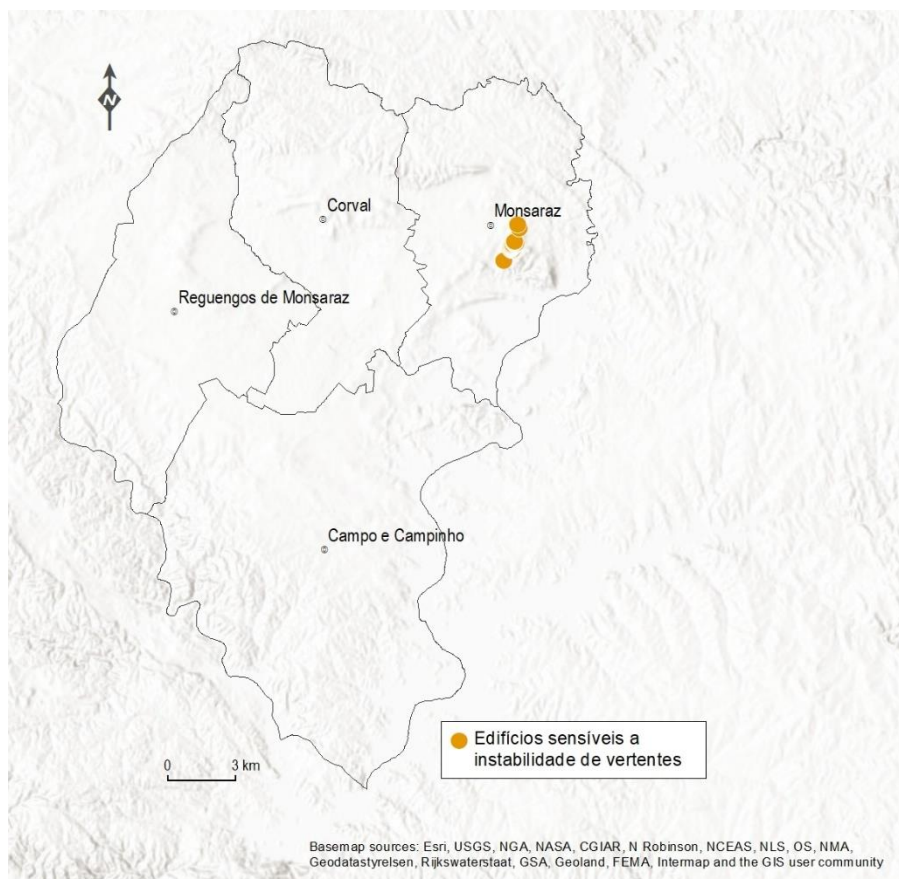 N
Corval
Monsaraz
Reguengos de Monsaraz
Campo e Campinho
Edifícios sensíveis a
instabilidade de vertentes
0 3 km
Basemap sources: Esri, USGS, NGA, NASA, CGIAR, N Robinson, NCEAS, NLS, OS, NMA,
Geodatastyrelsen, Rijkswaterstaat, GSA, Geoland, FEMA, Intermap and the GIS user community